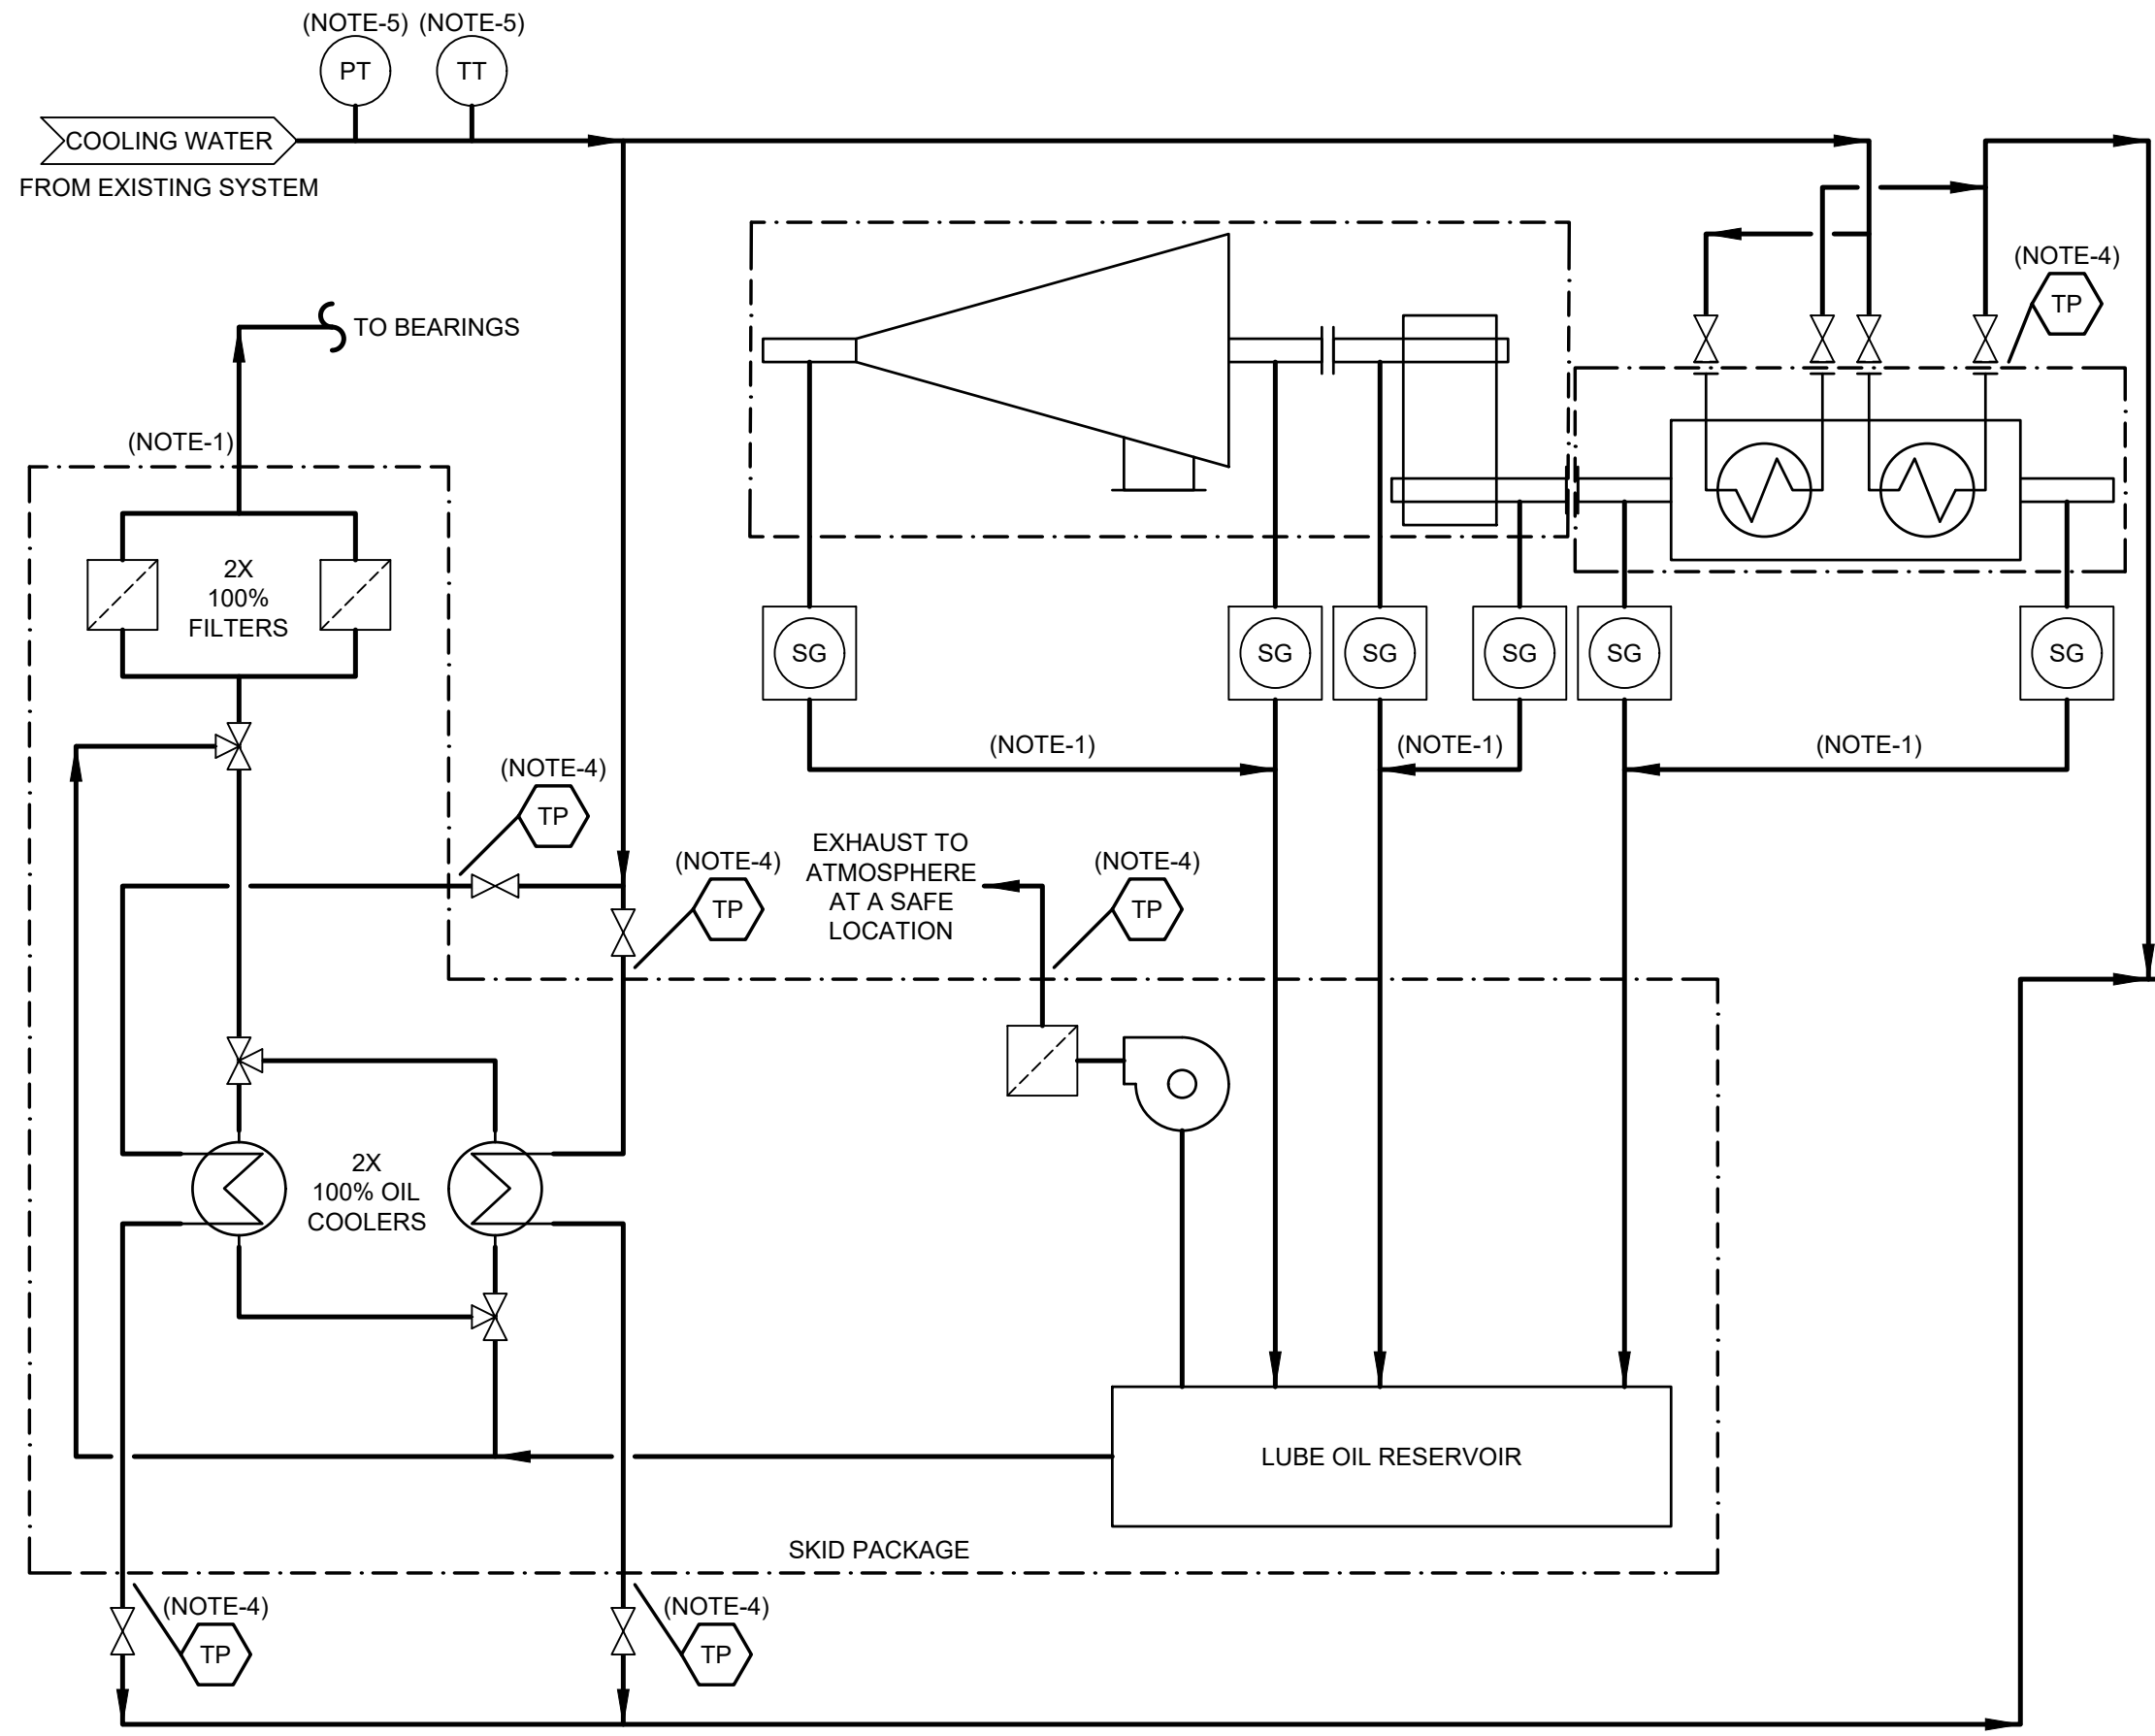 (NOTE-5) (NOTE-5)
PT
TT
COOLING WATER
FROM EXISTING SYSTEM
(NOTE-4)
TP
TO BEARINGS
(NOTE-1)
2X
100%
FILTERS
SG
SG
SG
SG
SG
SG
(NOTE-1)
(NOTE-1)
(NOTE-1)
(NOTE-4)
TP
(NOTE-4)
TP
EXHAUST TO
ATMOSPHERE
AT A SAFE
LOCATION
(NOTE-4)
TP
2X
100% OIL
COOLERS
LUBE OIL RESERVOIR
SKID PACKAGE
(NOTE-4)
TP
(NOTE-4)
TP